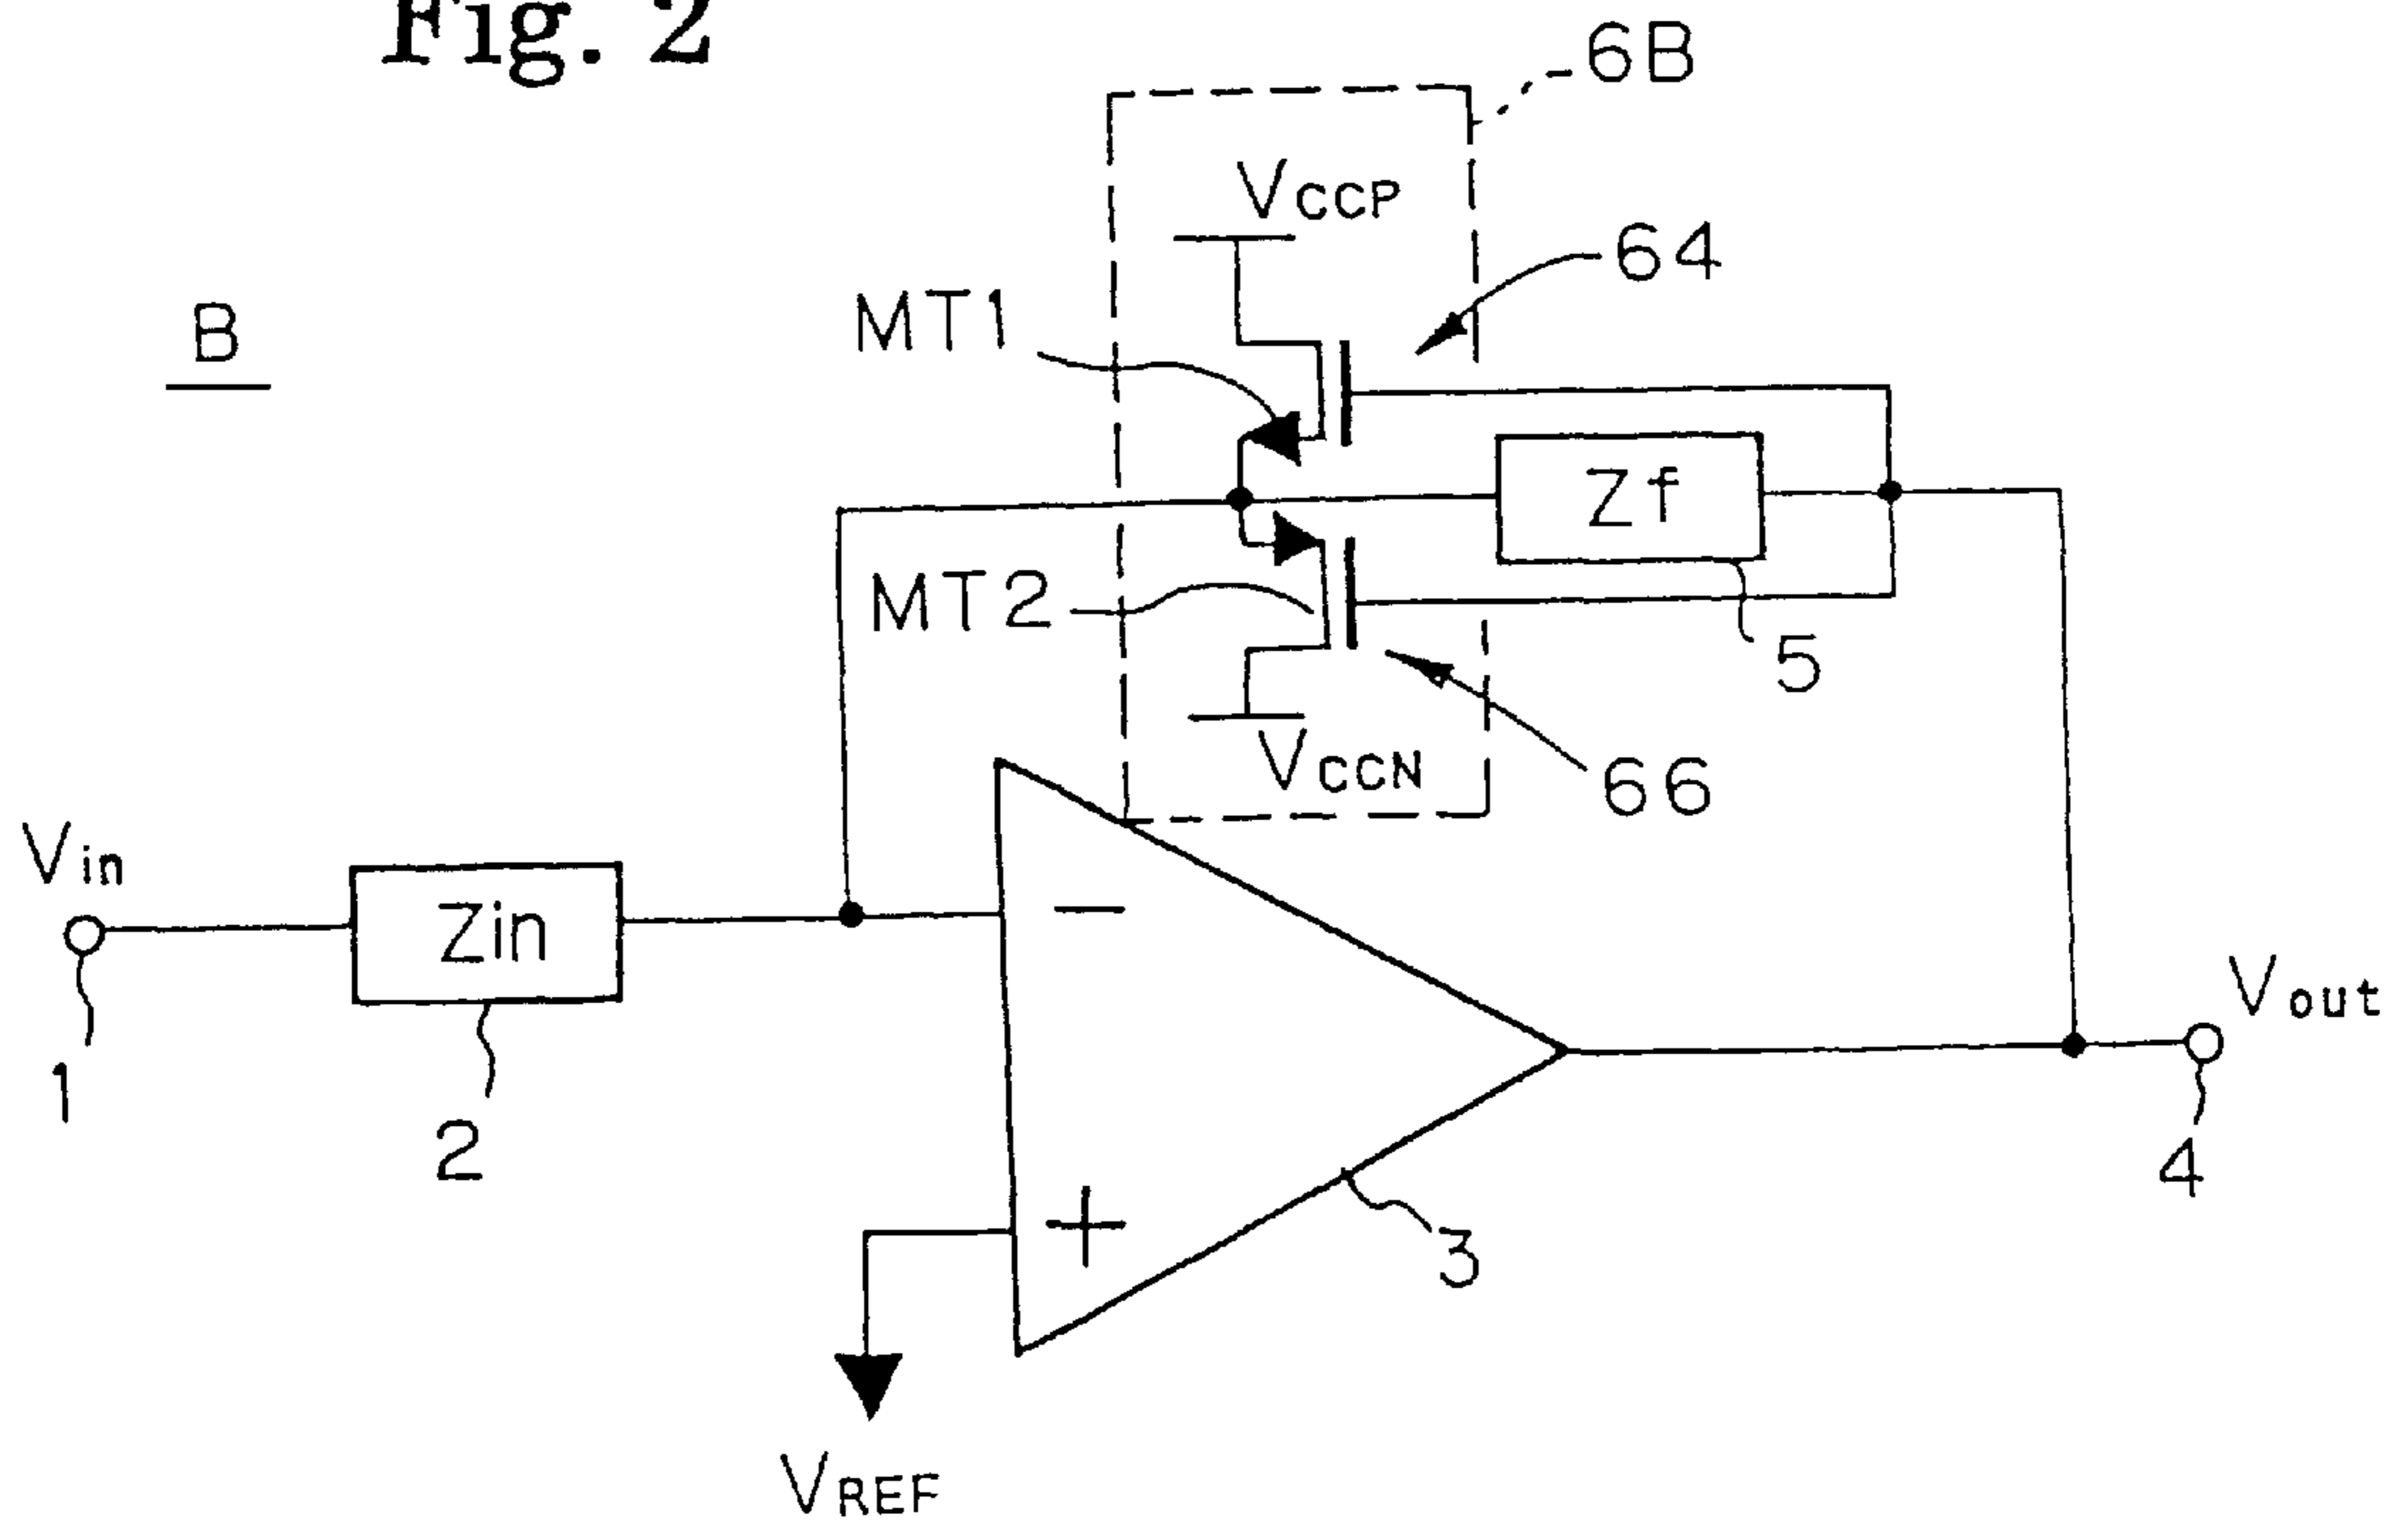 Fig. 2
6B
VCCP
64
MT1
B
Zf
MT2
5
VCCN
66
Vin
Zin
−
Vout
1
2
4
+
3
VREF